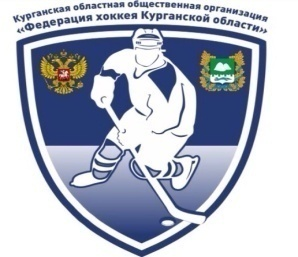 Курганская областная общественная организация
«Федерация хоккея Курганской области»